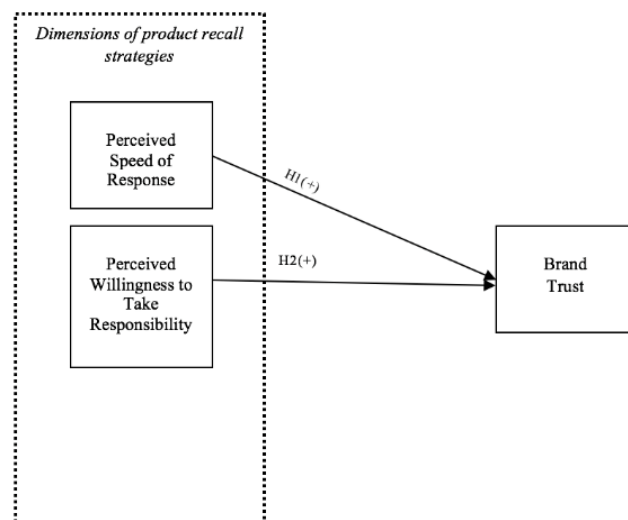 Dimensions of product recall
strategies
Perceived
Speed of
Response
H1(+)
Perceived
Willingness to
Take
Responsibility
H2(+)
Brand
Trust